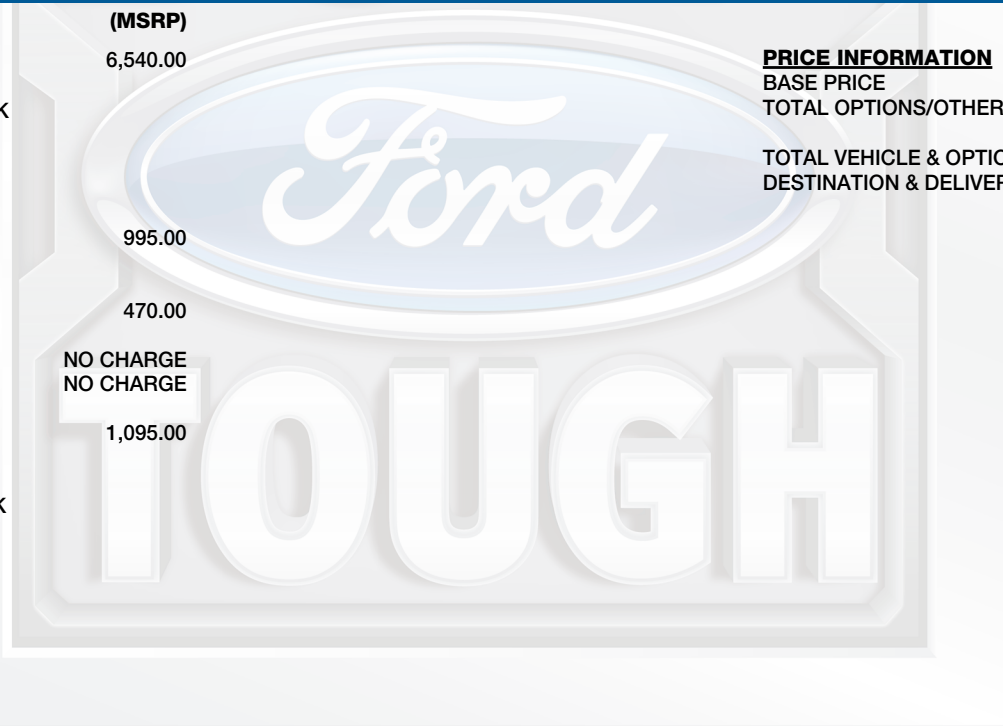 (MSRP)
6,540.00
K
995.00
470.00
NO CHARGE
NO CHARGE
1,095.00
K
PRICE INFORMATION
BASE PRICE
TOTAL OPTIONS/OTHER
TOTAL VEHICLE & OPTIO
DESTINATION & DELIVER
Ford
TOUGH